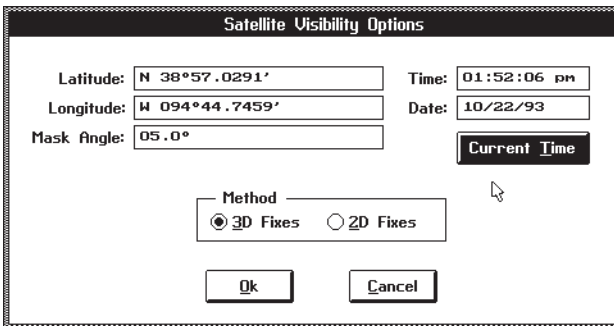 Satellite Visibility Options
Latitude: N 38°57.0291′ Time: 01:52:06 pm
Longitude: W 094°44.7459′ Date: 10/22/93
Mask Angle: 05.0°
Current Time
Method
3D Fixes 2D Fixes
Ok Cancel